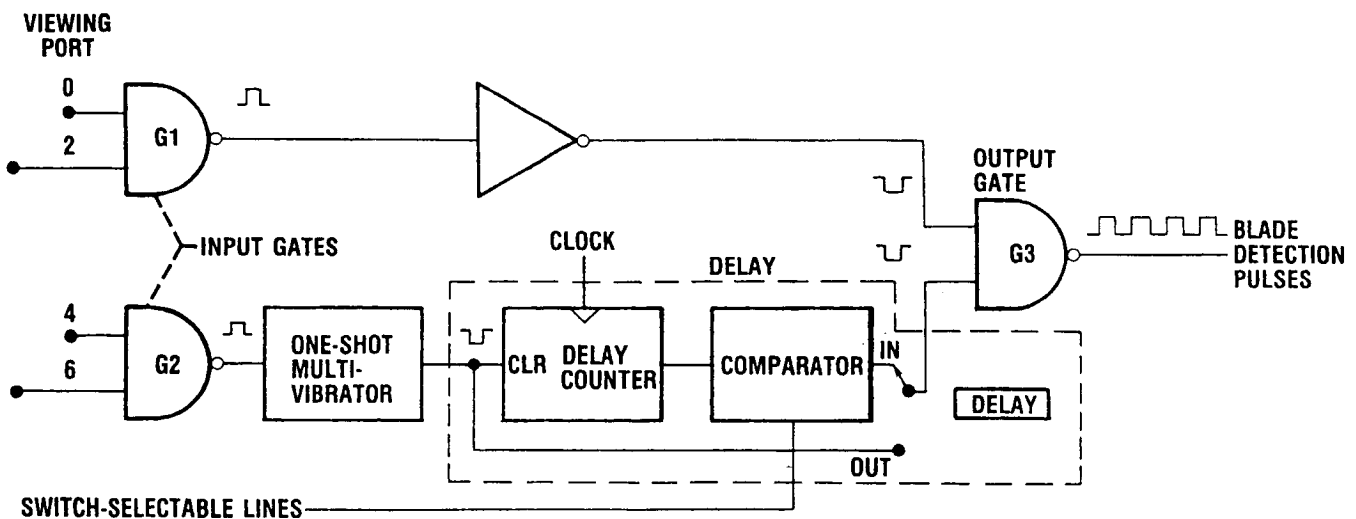 VIEWING
PORT
0
2
G1
INPUT GATES
4
6
G2
ONE-SHOT
MULTI-
VIBRATOR
CLOCK
DELAY
CLR
DELAY
COUNTER
COMPARATOR
IN
OUT
DELAY
OUTPUT
GATE
G3
BLADE
DETECTION
PULSES
SWITCH-SELECTABLE LINES